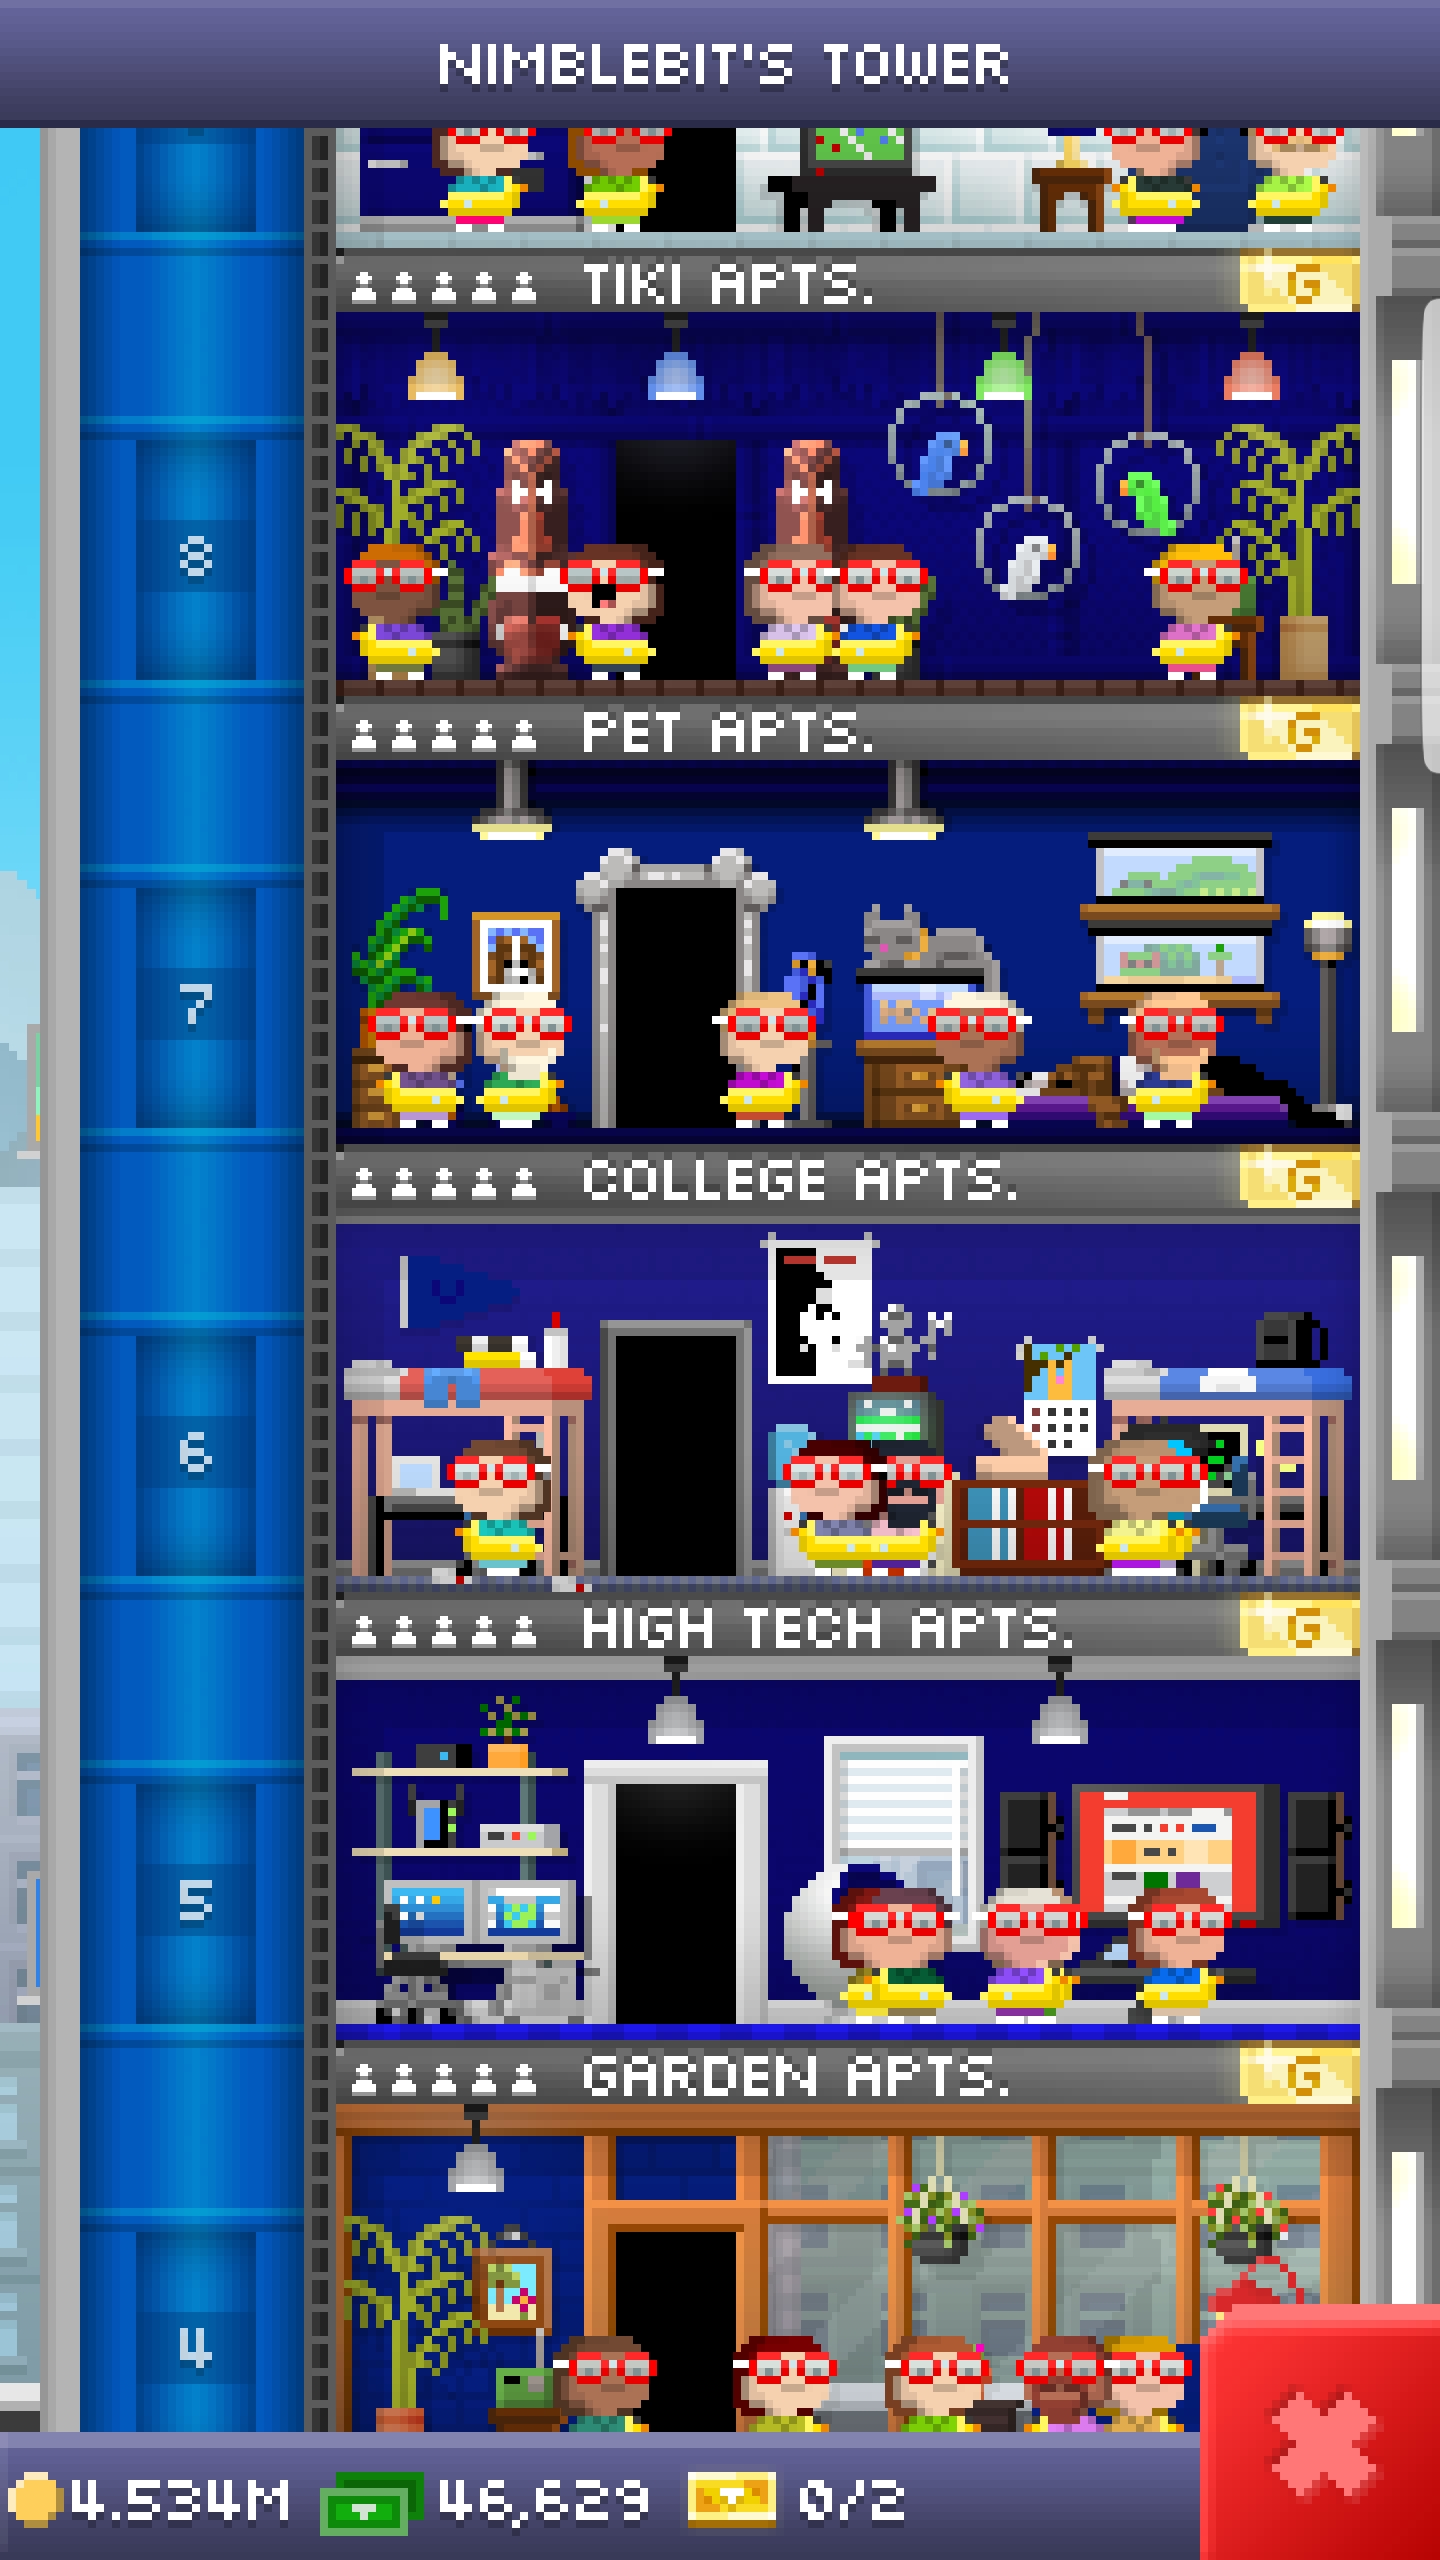 NIMBLEBIT'S TOWER
TIKI APTS. G
8
PET APTS. G
7
COLLEGE APTS. G
6
HIGH TECH APTS. G
5
GARDEN APTS. G
4
4.534M 46,629 0/2